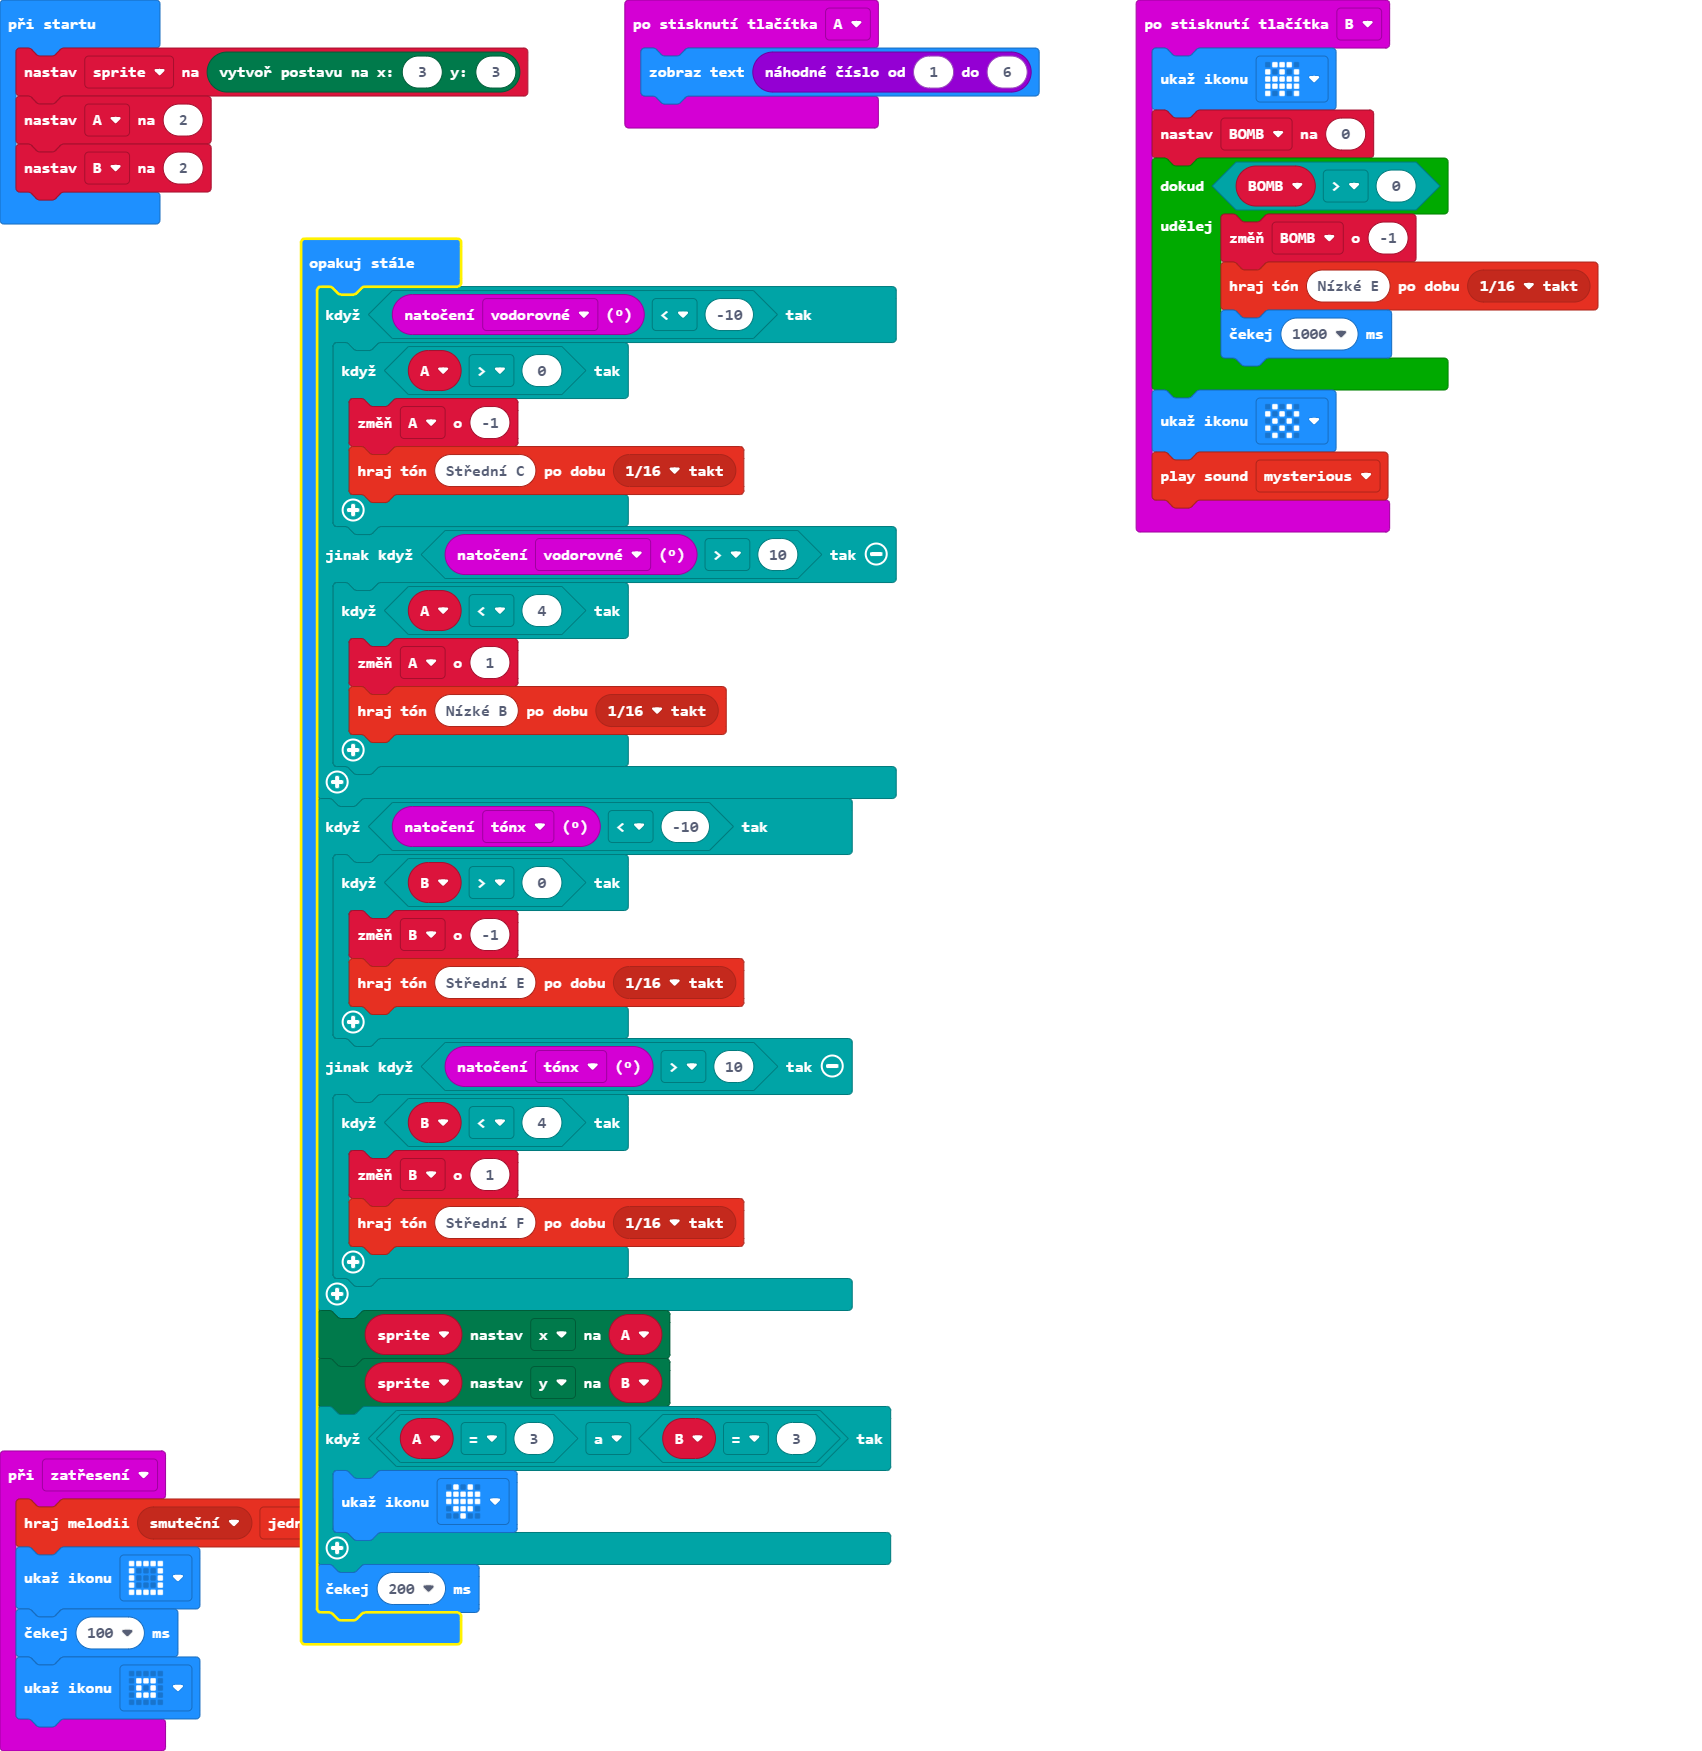 při startu
nastav sprite na vytvoř postavu na x: 3 y: 3
nastav A na 2
nastav B na 2
po stisknutí tlačítka A
zobraz text náhodné číslo od 1 do 6
po stisknutí tlačítka B
ukaž ikonu
nastav BOMB na 0
dokud BOMB > 0
udělej
změň BOMB o -1
hraj tón Nízké E po dobu 1/16 takt
čekej 1000 ms
ukaž ikonu
play sound mysterious
opakuj stále
když natočení vodorovné (º) < -10 tak
když A > 0 tak
změň A o -1
hraj tón Střední C po dobu 1/16 takt
jinak když natočení vodorovné (º) > 10 tak
když A < 4 tak
změň A o 1
hraj tón Nízké B po dobu 1/16 takt
když natočení tónx (º) < -10 tak
když B > 0 tak
změň B o -1
hraj tón Střední E po dobu 1/16 takt
jinak když natočení tónx (º) > 10 tak
když B < 4 tak
změň B o 1
hraj tón Střední F po dobu 1/16 takt
sprite nastav x na A
sprite nastav y na B
když A = 3 a B = 3 tak
ukaž ikonu
čekej 200 ms
při zatřesení
hraj melodii smuteční
ukaž ikonu
čekej 100 ms
ukaž ikonu